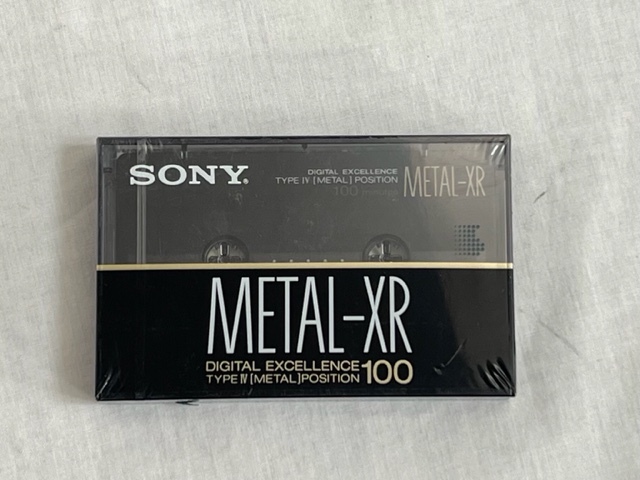 SONY.
DIGITAL EXCELLENCE
TYPE IV [METAL] POSITION
100
METAL-XR
METAL-XR
DIGITAL EXCELLENCE
TYPE IV [METAL] POSITION
100